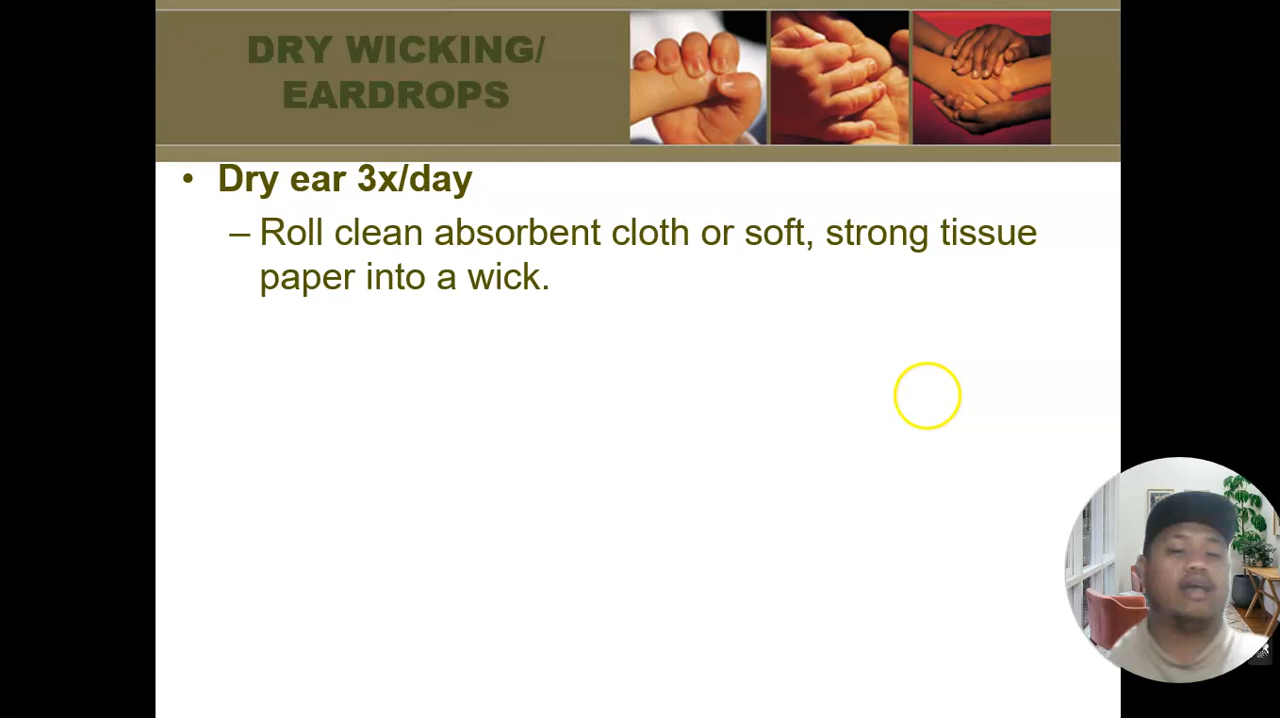 DRY WICKING/
EARDROPS
• Dry ear 3x/day
– Roll clean absorbent cloth or soft, strong tissue
paper into a wick.